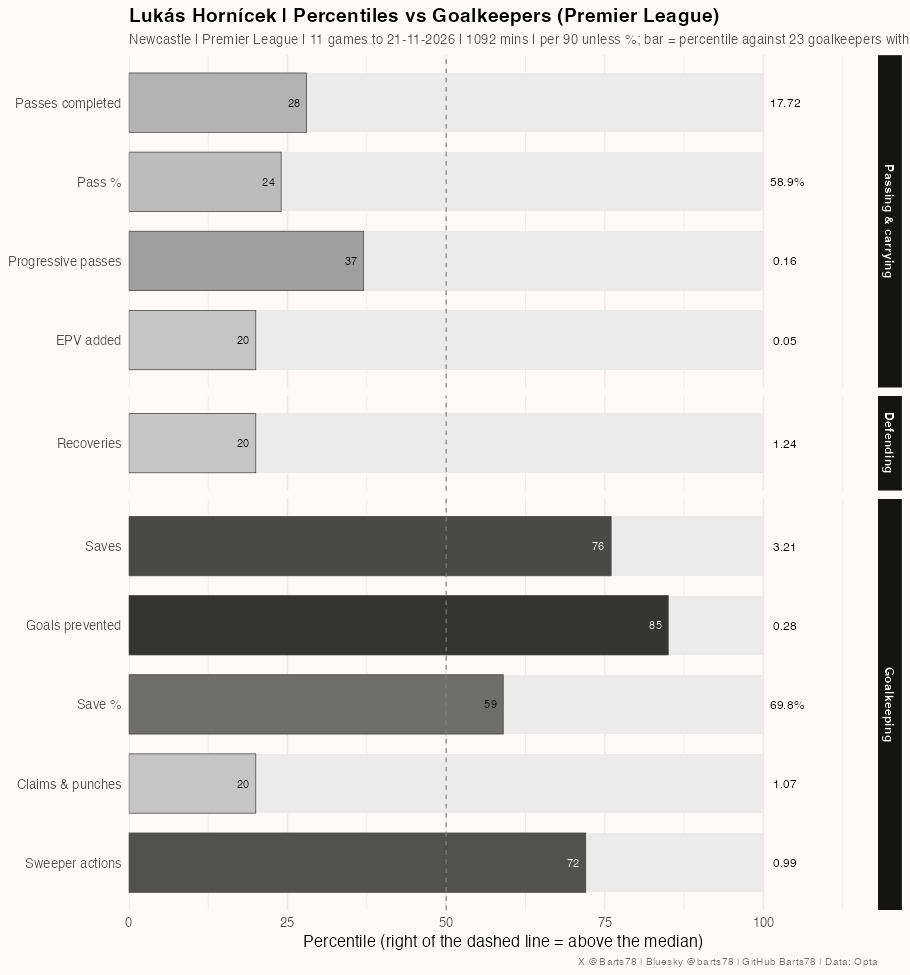 Lukás Hornícek | Percentiles vs Goalkeepers (Premier League)
Newcastle | Premier League | 11 games to 21-11-2026 | 1092 mins | per 90 unless %; bar = percentile against 23 goalkeepers with
Passes completed 28 17.72
Pass % 24 58.9%
Progressive passes 37 0.16
EPV added 20 0.05
Passing & carrying
Recoveries 20 1.24
Defending
Saves 76 3.21
Goals prevented 85 0.28
Save % 59 69.8%
Claims & punches 20 1.07
Sweeper actions 72 0.99
Goalkeeping
0 25 50 75 100
Percentile (right of the dashed line = above the median)
X @Barts78 | Bluesky @barts78 | GitHub Barts78 | Data: Opta